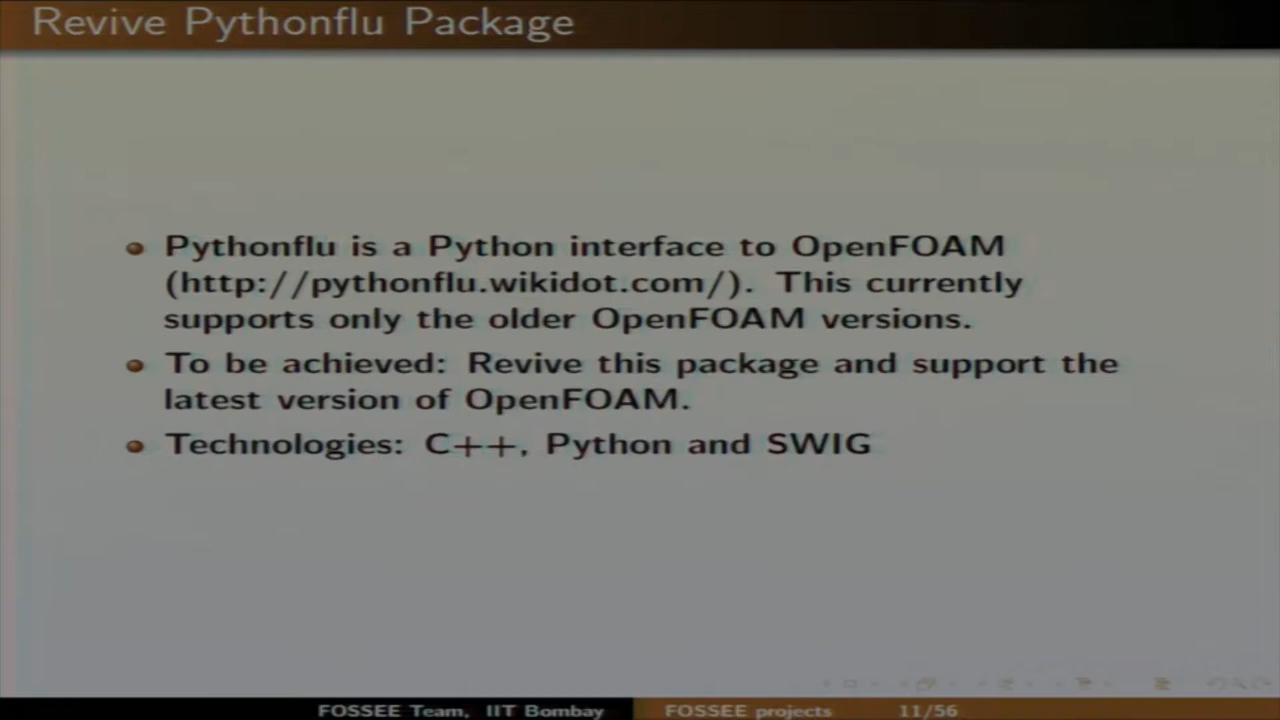 Revive Pythonflu Package
Pythonflu is a Python interface to OpenFOAM
(http://pythonflu.wikidot.com/). This currently
supports only the older OpenFOAM versions.
To be achieved: Revive this package and support the
latest version of OpenFOAM.
Technologies: C++, Python and SWIG
FOSSEE Team, IIT Bombay FOSSEE projects 11/56